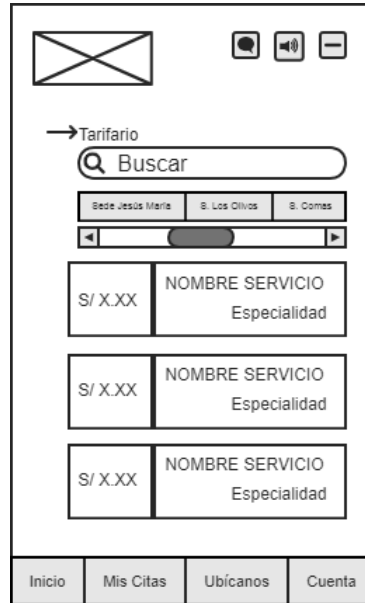 Tarifario
Buscar
Sede Jesús María
S. Los Olivos
S. Comas
S/ X.XX
NOMBRE SERVICIO
Especialidad
S/ X.XX
NOMBRE SERVICIO
Especialidad
S/ X.XX
NOMBRE SERVICIO
Especialidad
Inicio
Mis Citas
Ubícanos
Cuenta